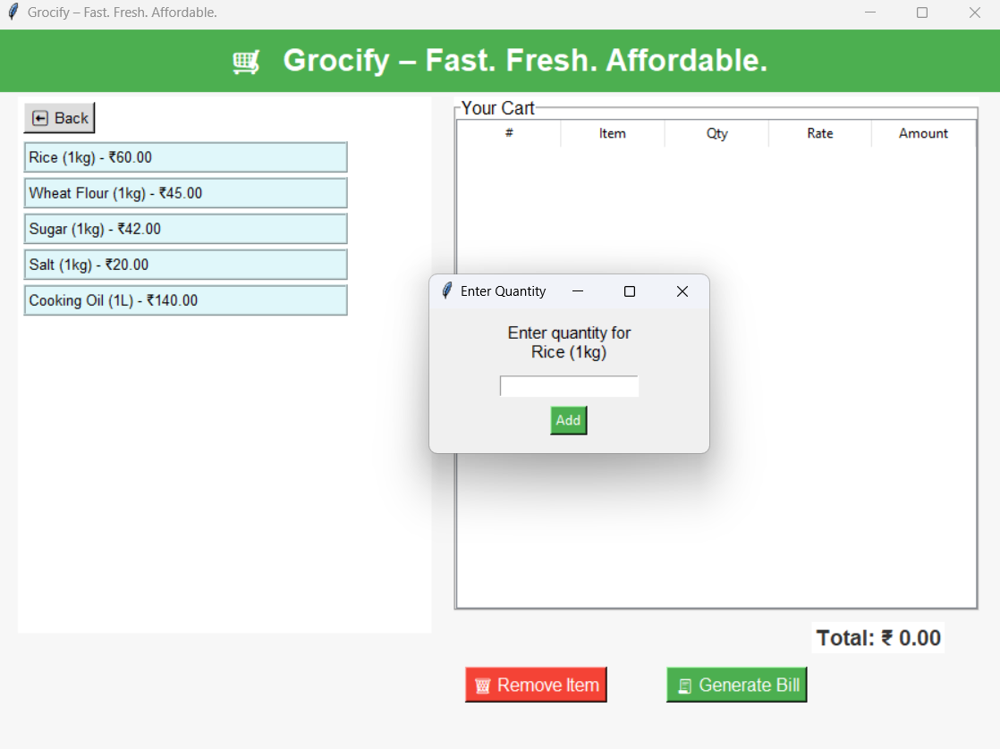 Grocify – Fast. Fresh. Affordable.
Grocify – Fast. Fresh. Affordable.
Back
Rice (1kg) - ₹60.00
Wheat Flour (1kg) - ₹45.00
Sugar (1kg) - ₹42.00
Salt (1kg) - ₹20.00
Cooking Oil (1L) - ₹140.00
Your Cart
# Item Qty Rate Amount
Enter Quantity
Enter quantity for
Rice (1kg)
Add
Total: ₹ 0.00
Remove Item
Generate Bill